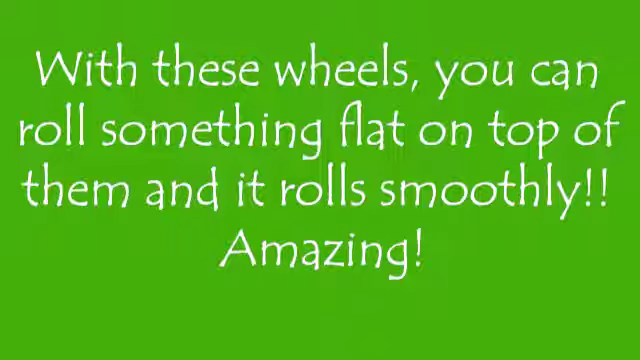 With these wheels, you can
roll something flat on top of
them and it rolls smoothly!!
Amazing!